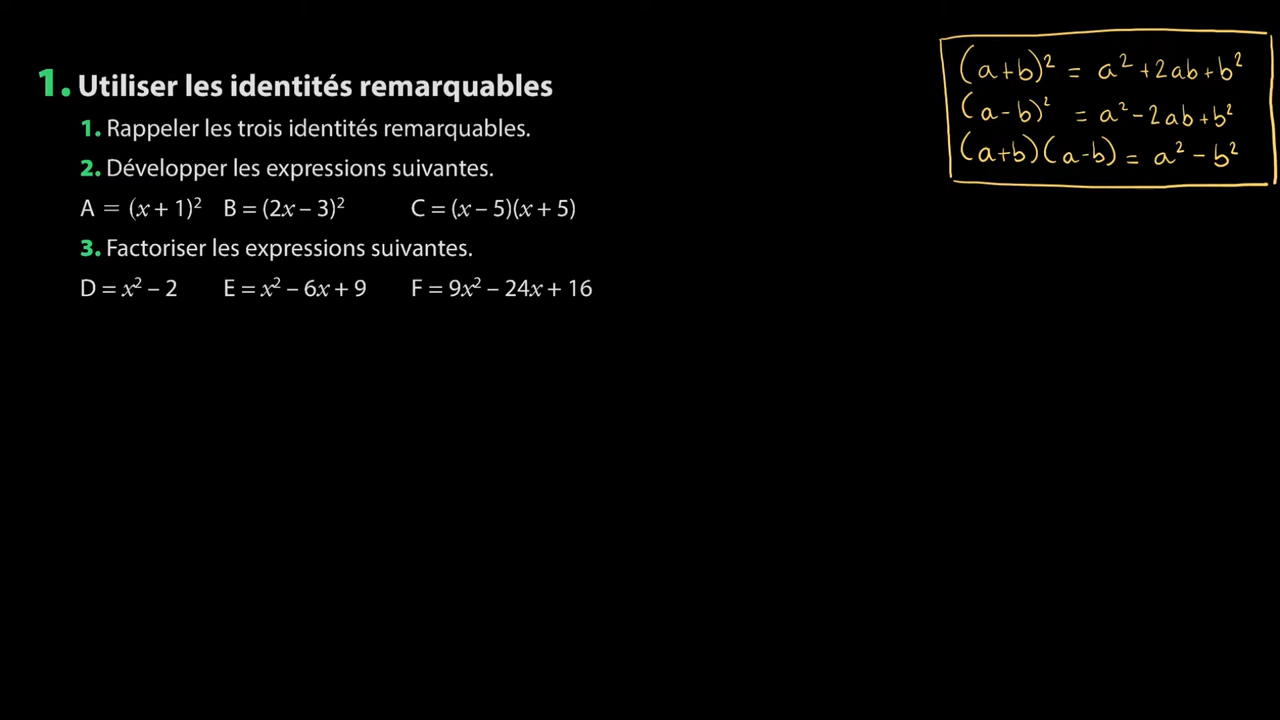 1. Utiliser les identités remarquables
1. Rappeler les trois identités remarquables.
2. Développer les expressions suivantes.
A = (x + 1)² B = (2x – 3)² C = (x – 5)(x + 5)
3. Factoriser les expressions suivantes.
D = x² – 2 E = x² – 6x + 9 F = 9x² – 24x + 16
(a+b)² = a² + 2ab + b²
(a-b)² = a² - 2ab + b²
(a+b)(a-b) = a² - b²